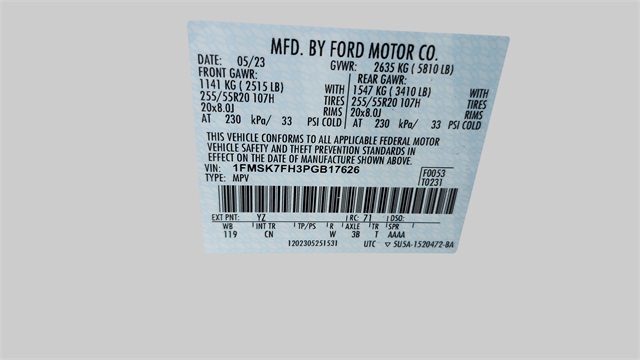 MFD. BY FORD MOTOR CO.
DATE: 05/23 GVWR: 2635 KG ( 5810 LB)
FRONT GAWR: REAR GAWR:
1141 KG ( 2515 LB) WITH 1547 KG ( 3410 LB) WITH
255/55R20 107H TIRES 255/55R20 107H TIRES
20x8.0J RIMS 20x8.0J RIMS
AT 230 kPa/ 33 PSI COLD AT 230 kPa/ 33 PSI COLD
THIS VEHICLE CONFORMS TO ALL APPLICABLE FEDERAL MOTOR
VEHICLE SAFETY AND THEFT PREVENTION STANDARDS IN
EFFECT ON THE DATE OF MANUFACTURE SHOWN ABOVE.
VIN: 1FMSK7FH3PGB17626 F0053
TYPE: MPV T0231
EXT PNT: YZ RC: 71 DSO:
WB INT TR TP/PS R AXLE TR SPR
119 CN W 38 T AAAA
1202305251531 UTC 5U5A-1520472-BA